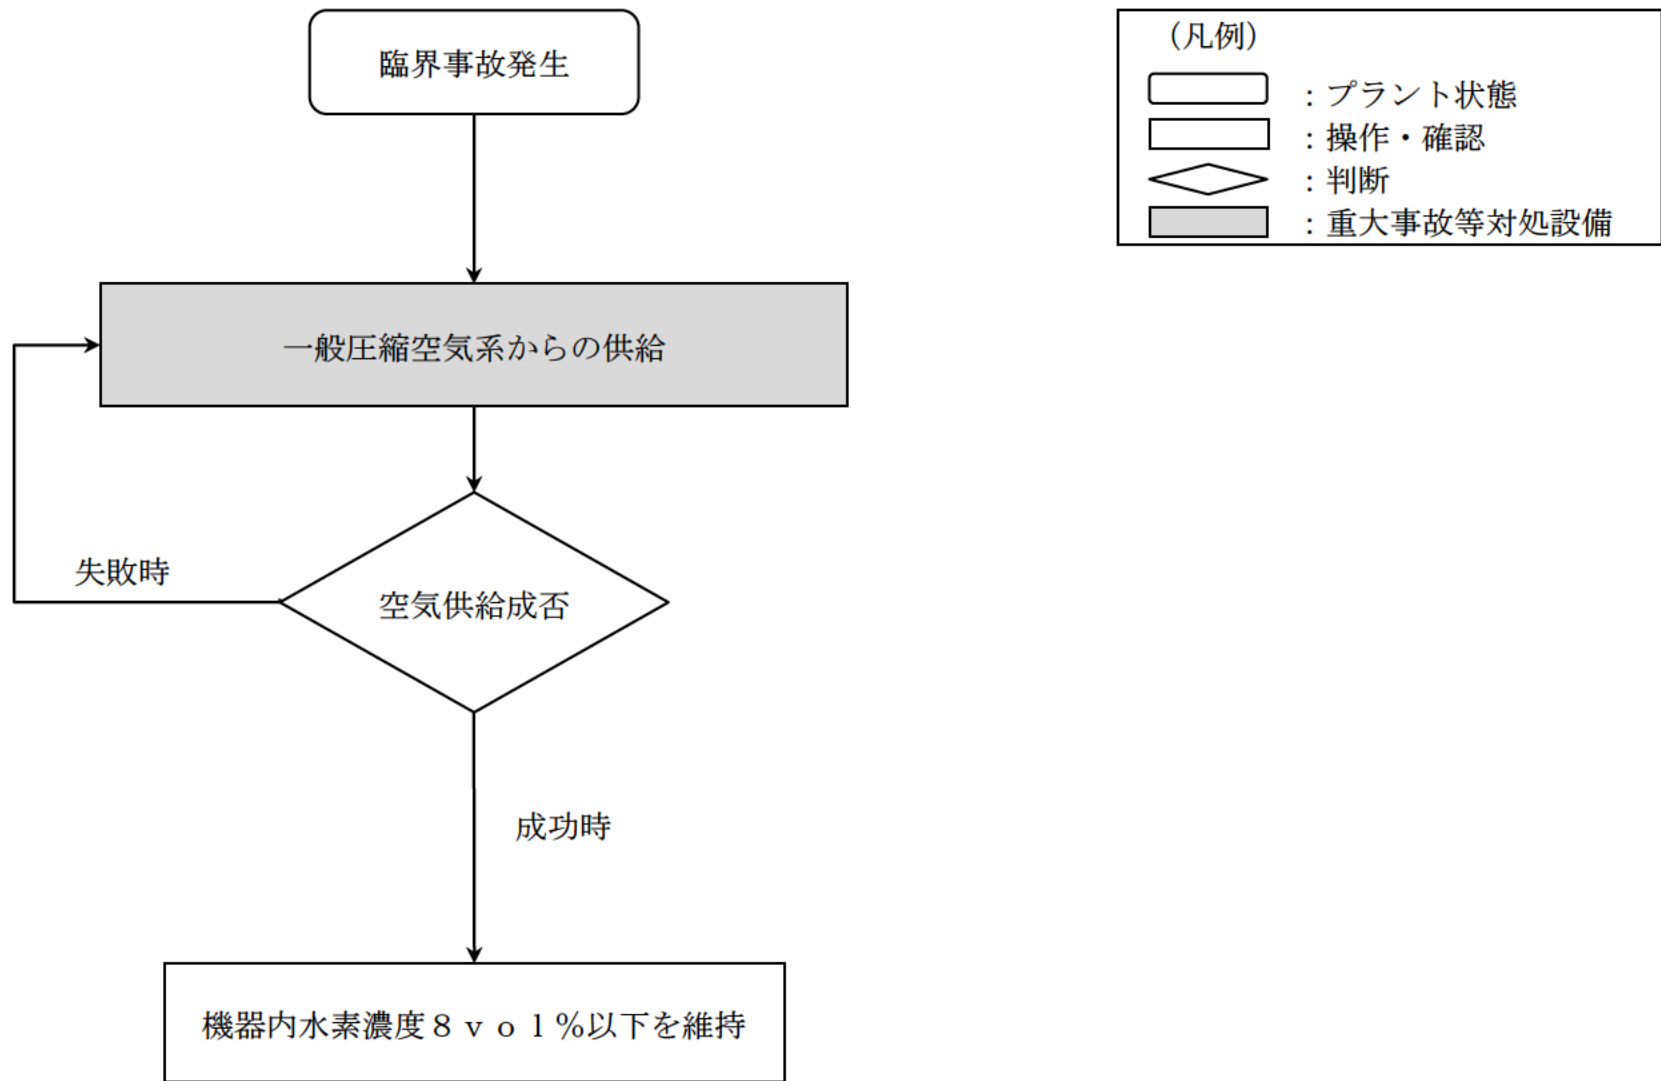 臨界事故発生
（凡例）
：プラント状態
：操作・確認
：判断
：重大事故等対処設備
一般圧縮空気系からの供給
失敗時
空気供給成否
成功時
機器内水素濃度８ｖｏｌ％以下を維持